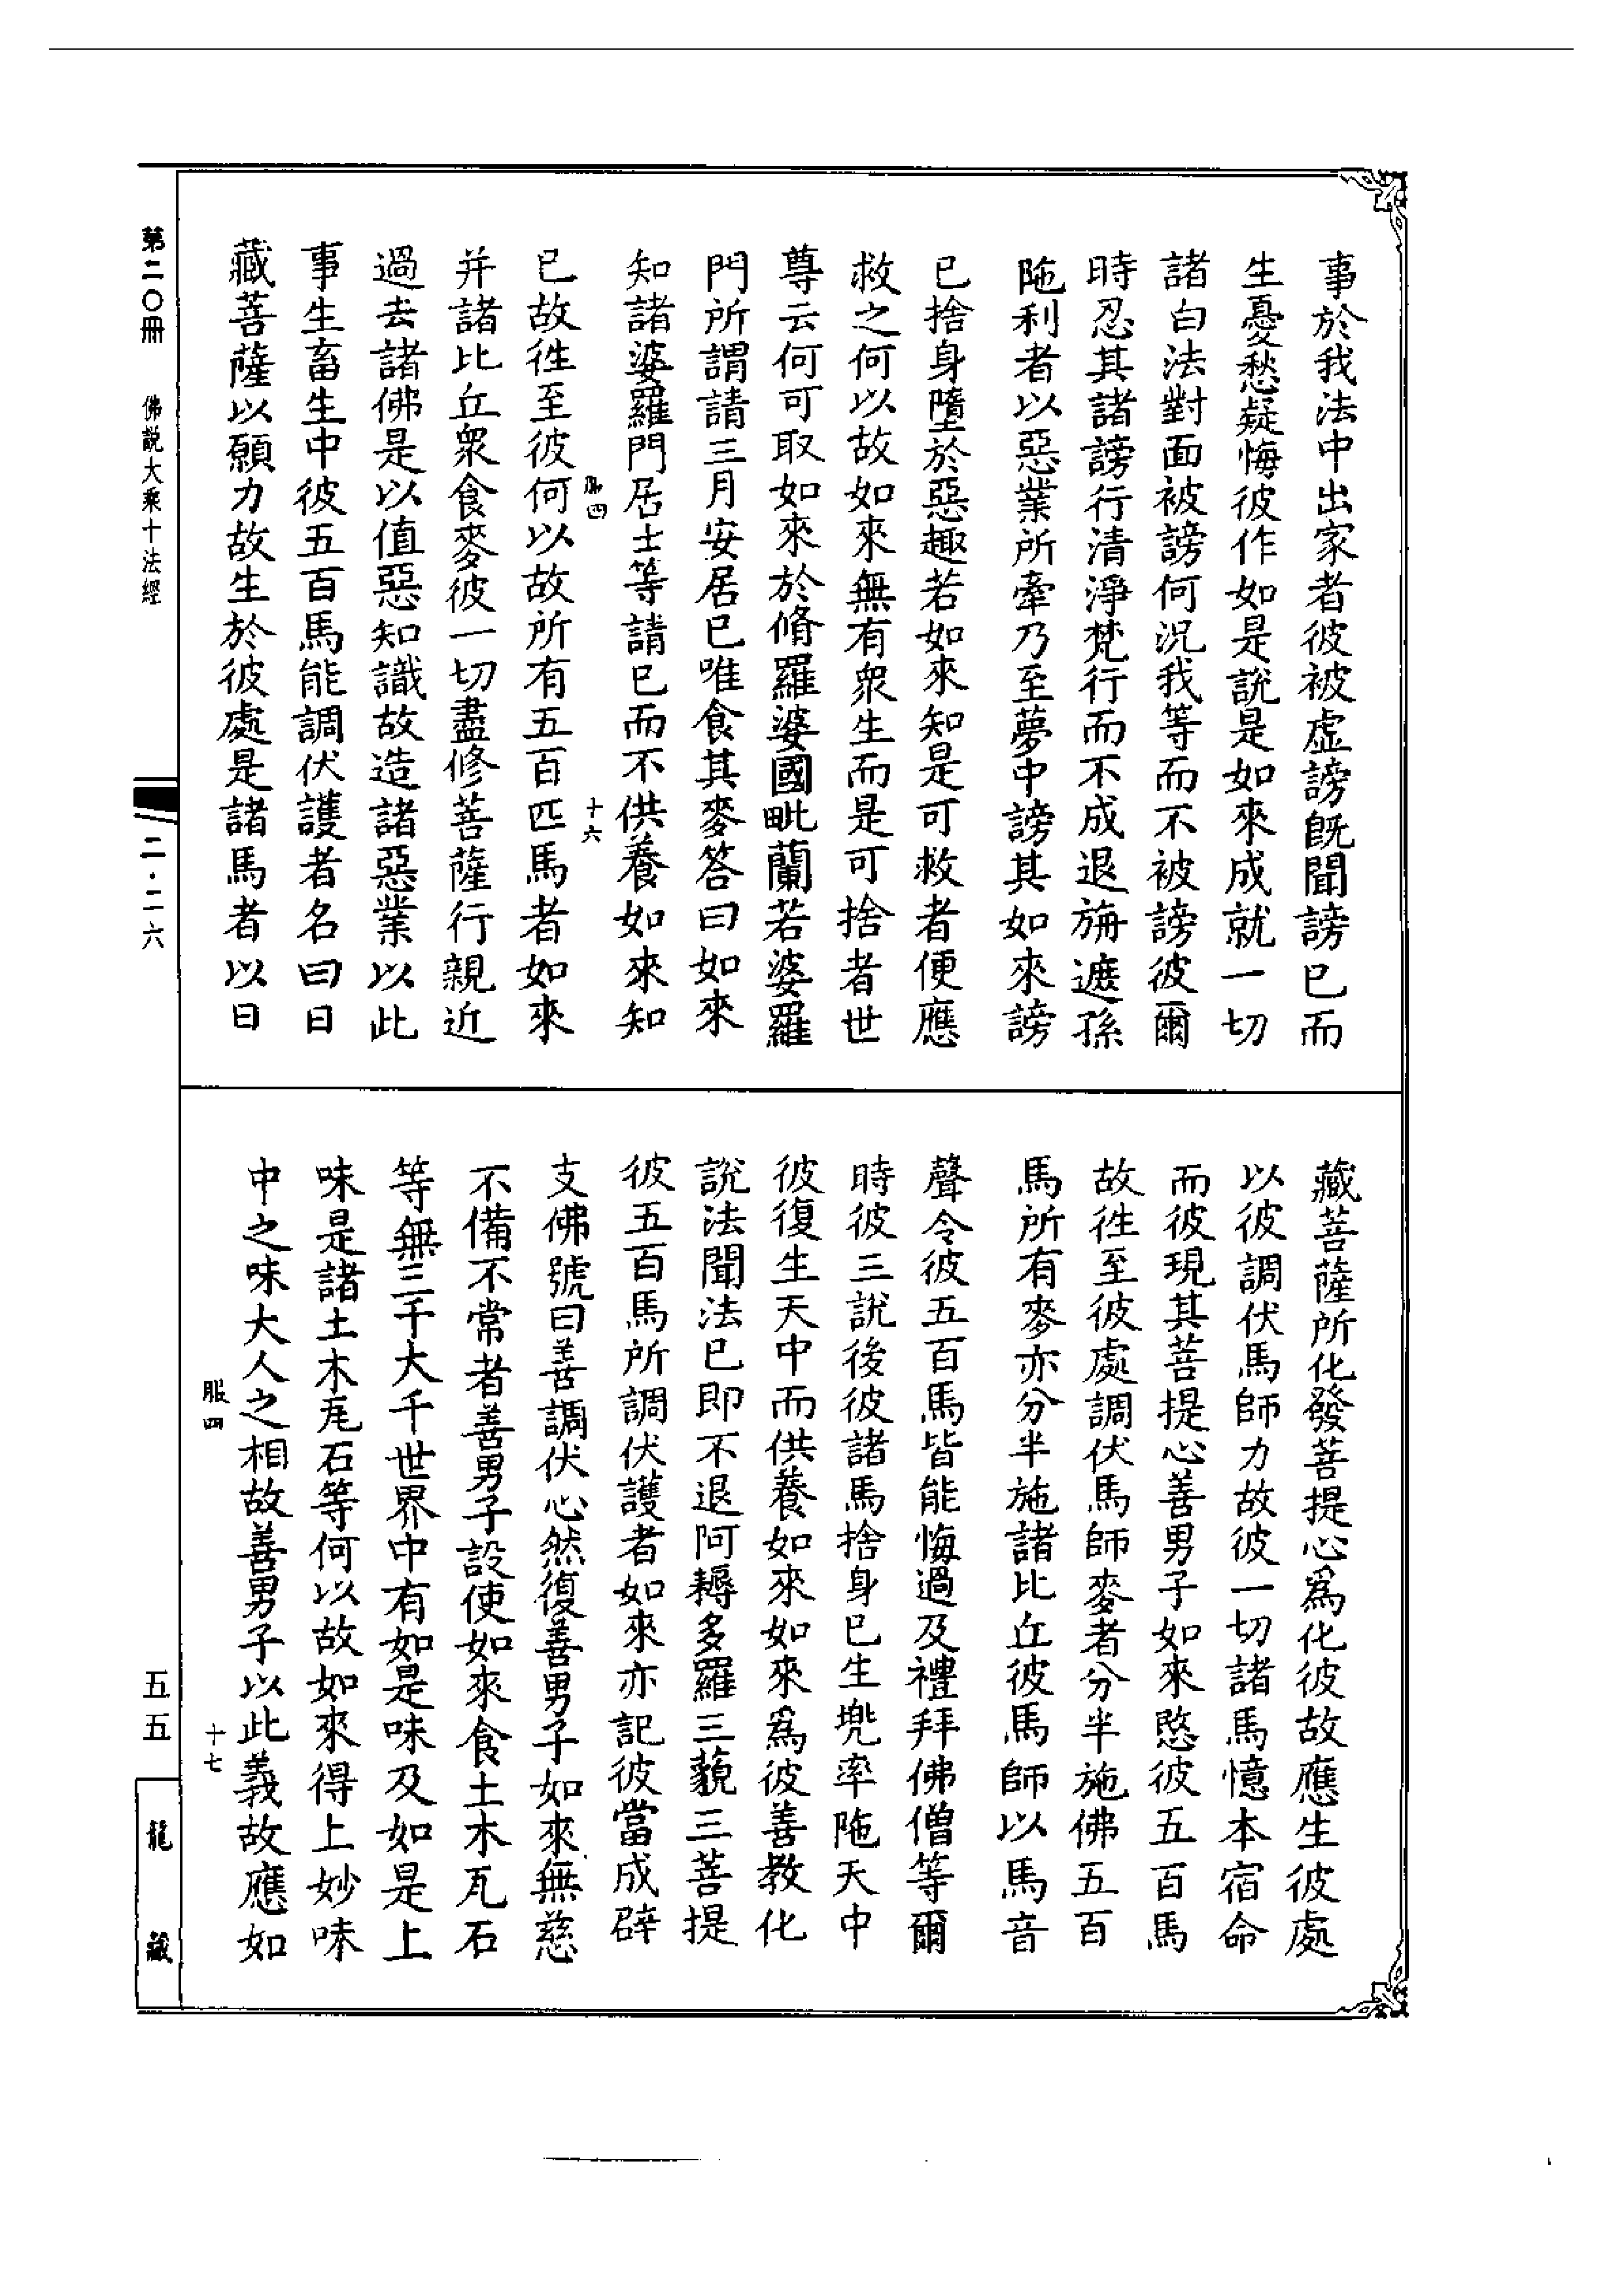 事於我法中出家者彼被虛謗既聞謗已而
生憂愁疑悔彼作如是說是如來成就一切
諸白法對面被謗何況我等而不被謗彼爾
時忍其諸謗行清淨梵行而不成退旃遮孫
陁利者以惡業所牽乃至夢中謗其如來謗
已捨身墮於惡趣若如來知是可救者便應
救之何以故如來無有衆生而是可捨者世
尊云何可取如來於脩羅婆國毗蘭若婆羅
門所謂請三月安居已唯食其麥答曰如來
知諸婆羅門居士等請已而不供養如來知
服四
十六
已故徃至彼何以故所有五百匹馬者如來
并諸比丘衆食麥彼一切盡修菩薩行親近
過去諸佛是以值惡知識故造諸惡業以此
事生畜生中彼五百馬能調伏護者名曰日
藏菩薩以願力故生於彼處是諸馬者以日
藏菩薩所化發菩提心爲化彼故應生彼處
以彼調伏馬師力故彼一切諸馬憶本宿命
而彼現其菩提心善男子如來愍彼五百馬
故徃至彼處調伏馬師麥者分半施佛五百
馬所有麥亦分半施諸比丘彼馬師以馬音
聲令彼五百馬皆能悔過及禮拜佛僧等爾
時彼三說後彼諸馬捨身已生兠率陁天中
彼復生天中而供養如來如來爲彼善教化
說法聞法已即不退阿耨多羅三藐三菩提
彼五百馬所調伏護者如來亦記彼當成辟
支佛號曰善調伏心然復善男子如來無慈
不備不常者善男子設使如來食土木瓦石
等無三千大千世界中有如是味及如是上
味是諸土木瓦石等何以故如來得上妙味
中之味大人之相故善男子以此義故應如
服四
十七
第二〇冊 佛說大乘十法經
二·二六
五五
龍藏